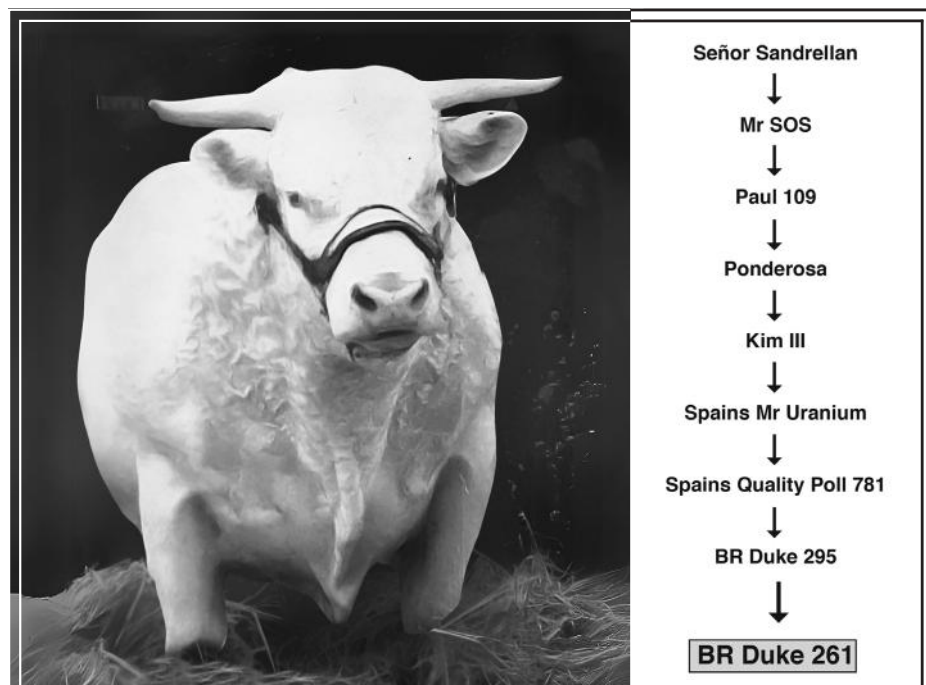 Señor Sandrellan
Mr SOS
Paul 109
Ponderosa
Kim III
Spains Mr Uranium
Spains Quality Poll 781
BR Duke 295
BR Duke 261